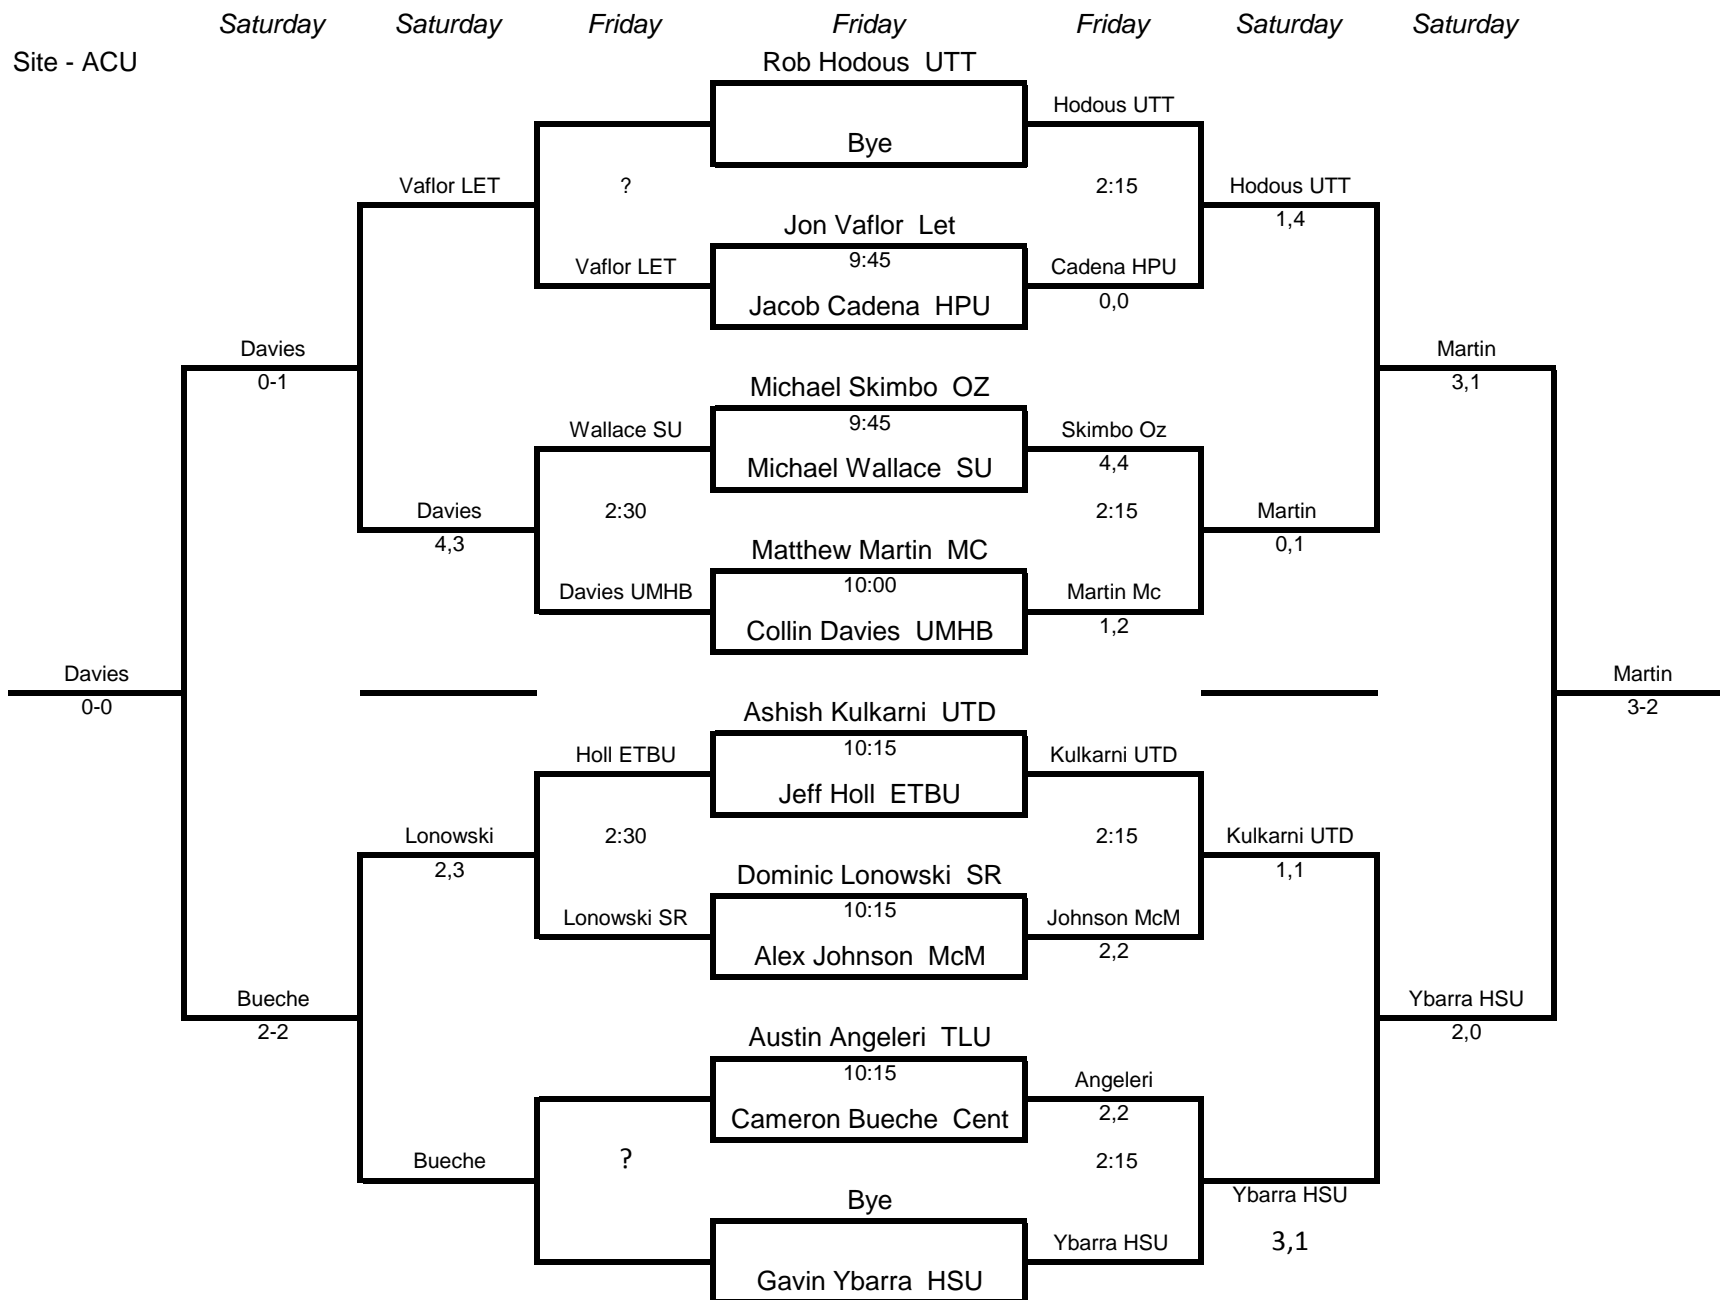 Saturday Saturday Friday Friday Friday Saturday Saturday
Site - ACU
Rob Hodous UTT
Hodous UTT
Bye
Vaflor LET ? 2:15 Hodous UTT
1,4
Jon Vaflor Let
Vaflor LET 9:45 Cadena HPU
Jacob Cadena HPU 0,0
Davies Martin
0-1 3,1
Michael Skimbo OZ
Wallace SU 9:45 Skimbo Oz
Michael Wallace SU 4,4
Davies 2:30 2:15 Martin
4,3 0,1
Matthew Martin MC
Davies UMHB 10:00 Martin Mc
Collin Davies UMHB 1,2
Davies Martin
0-0 3-2
Ashish Kulkarni UTD
Holl ETBU 10:15 Kulkarni UTD
Jeff Holl ETBU
Lonowski 2:30 2:15 Kulkarni UTD
2,3 1,1
Dominic Lonowski SR
Lonowski SR 10:15 Johnson McM
Alex Johnson McM 2,2
Bueche Ybarra HSU
2-2 2,0
Austin Angeleri TLU
10:15 Angeleri
Cameron Bueche Cent 2,2
Bueche ? 2:15
Ybarra HSU
Bye
Ybarra HSU 3,1
Gavin Ybarra HSU